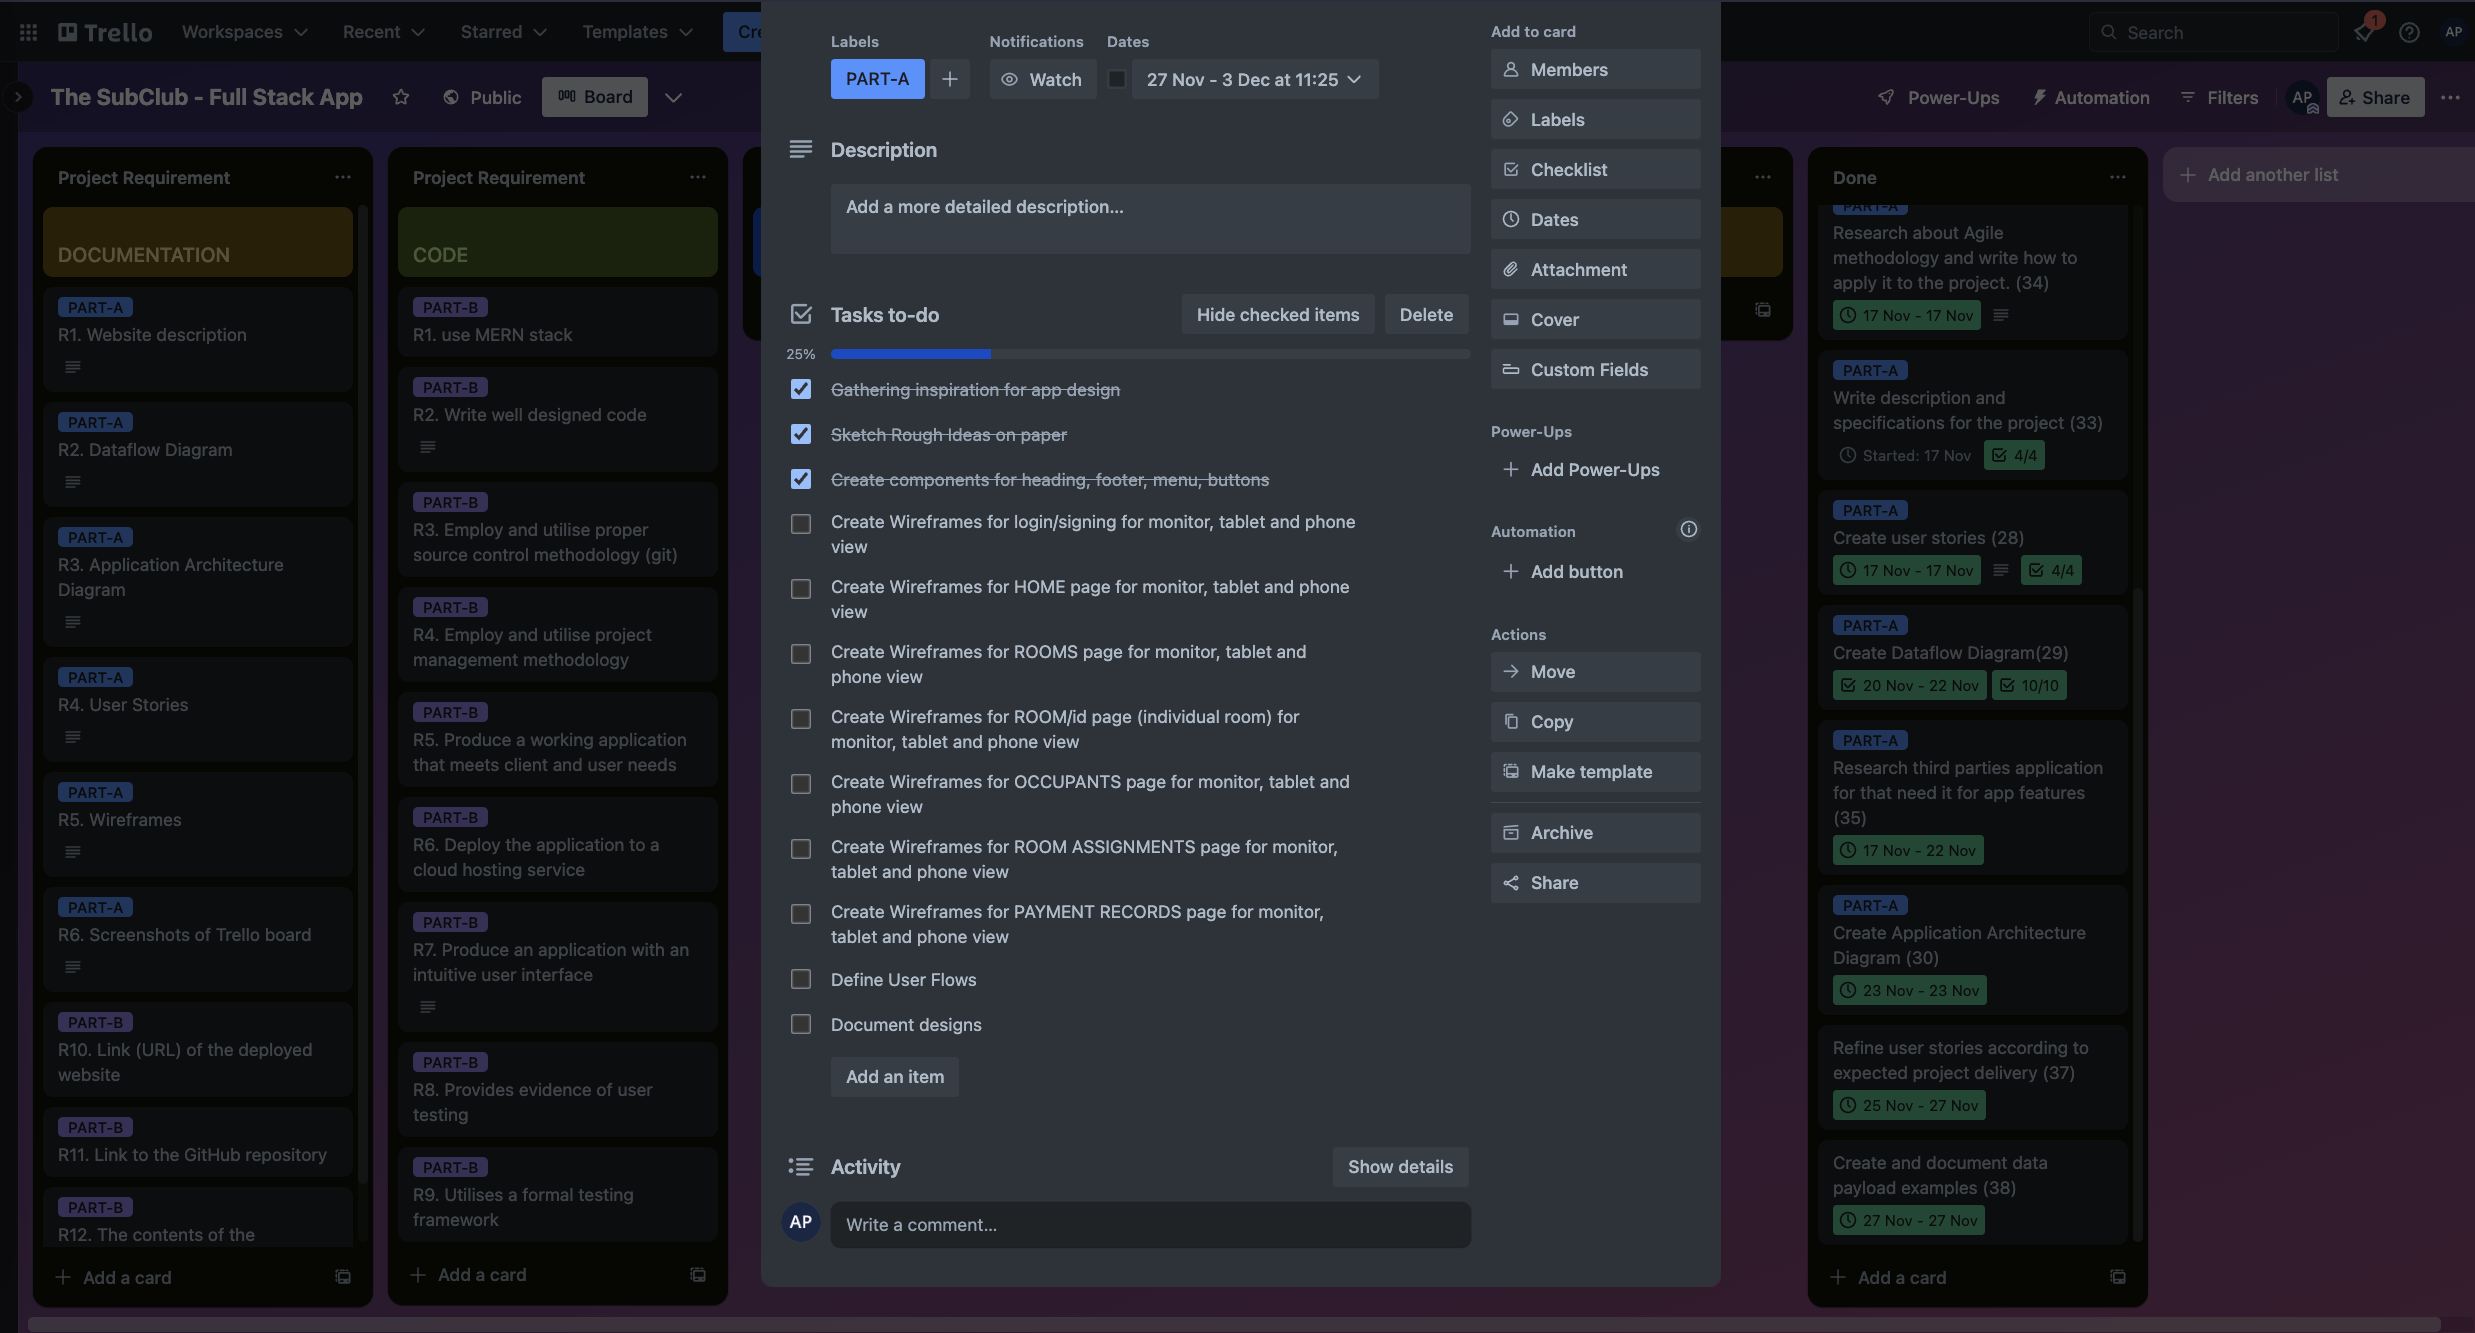 Trello
Workspaces
Recent
Starred
Templates
Cre
Search
1
AP
The SubClub - Full Stack App
Public
Board
Power-Ups
Automation
Filters
AP
Share
Project Requirement
DOCUMENTATION
PART-A
R1. Website description
PART-A
R2. Dataflow Diagram
PART-A
R3. Application Architecture
Diagram
PART-A
R4. User Stories
PART-A
R5. Wireframes
PART-A
R6. Screenshots of Trello board
PART-B
R10. Link (URL) of the deployed
website
PART-B
R11. Link to the GitHub repository
PART-B
R12. The contents of the
Add a card
Project Requirement
CODE
PART-B
R1. use MERN stack
PART-B
R2. Write well designed code
PART-B
R3. Employ and utilise proper
source control methodology (git)
PART-B
R4. Employ and utilise project
management methodology
PART-B
R5. Produce a working application
that meets client and user needs
PART-B
R6. Deploy the application to a
cloud hosting service
PART-B
R7. Produce an application with an
intuitive user interface
PART-B
R8. Provides evidence of user
testing
PART-B
R9. Utilises a formal testing
framework
Add a card
Labels
PART-A
Notifications
Watch
Dates
27 Nov - 3 Dec at 11:25
Description
Add a more detailed description...
Tasks to-do
Hide checked items
Delete
25%
Gathering inspiration for app design
Sketch Rough Ideas on paper
Create components for heading, footer, menu, buttons
Create Wireframes for login/signing for monitor, tablet and phone
view
Create Wireframes for HOME page for monitor, tablet and phone
view
Create Wireframes for ROOMS page for monitor, tablet and
phone view
Create Wireframes for ROOM/id page (individual room) for
monitor, tablet and phone view
Create Wireframes for OCCUPANTS page for monitor, tablet and
phone view
Create Wireframes for ROOM ASSIGNMENTS page for monitor,
tablet and phone view
Create Wireframes for PAYMENT RECORDS page for monitor,
tablet and phone view
Define User Flows
Document designs
Add an item
Activity
Show details
AP
Write a comment...
Add to card
Members
Labels
Checklist
Dates
Attachment
Cover
Custom Fields
Power-Ups
Add Power-Ups
Automation
Add button
Actions
Move
Copy
Make template
Archive
Share
Done
PART-A
Research about Agile
methodology and write how to
apply it to the project. (34)
17 Nov - 17 Nov
PART-A
Write description and
specifications for the project (33)
Started: 17 Nov
4/4
PART-A
Create user stories (28)
17 Nov - 17 Nov
4/4
PART-A
Create Dataflow Diagram(29)
20 Nov - 22 Nov
10/10
PART-A
Research third parties application
for that need it for app features
(35)
17 Nov - 22 Nov
PART-A
Create Application Architecture
Diagram (30)
23 Nov - 23 Nov
Refine user stories according to
expected project delivery (37)
25 Nov - 27 Nov
Create and document data
payload examples (38)
27 Nov - 27 Nov
Add a card
Add another list